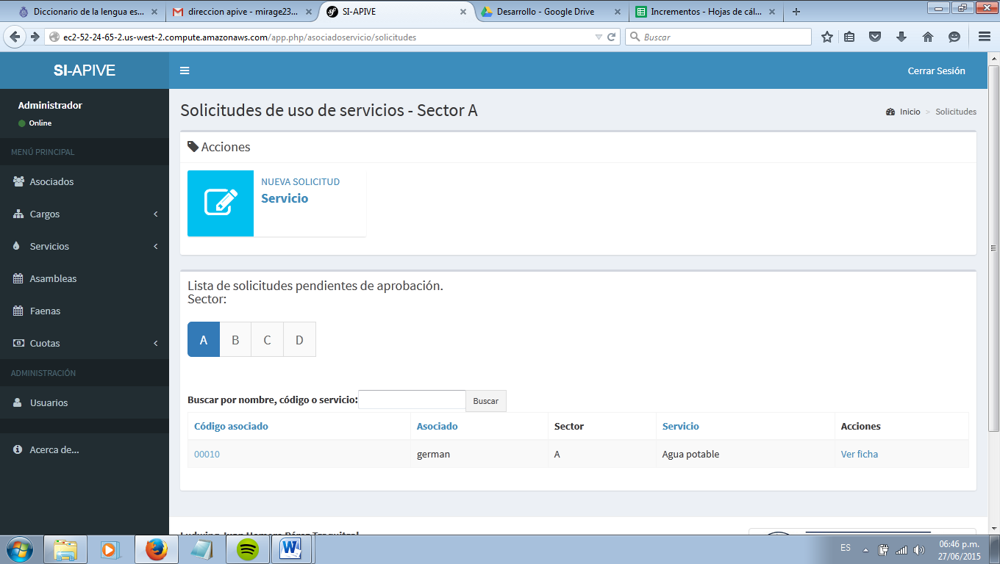 Diccionario de la lengua es...
direccion apive - mirage23...
SI-APIVE
Desarrollo - Google Drive
Incrementos - Hojas de cál...
ec2-52-24-65-2.us-west-2.compute.amazonaws.com/app.php/asociadoservicio/solicitudes
Buscar
SI-APIVE
Cerrar Sesión
Administrador
Online
MENÚ PRINCIPAL
Asociados
Cargos
Servicios
Asambleas
Faenas
Cuotas
ADMINISTRACIÓN
Usuarios
Acerca de...
Solicitudes de uso de servicios - Sector A
Inicio > Solicitudes
Acciones
NUEVA SOLICITUD
Servicio
Lista de solicitudes pendientes de aprobación.
Sector:
A B C D
Buscar por nombre, código o servicio: Buscar
Código asociado Asociado Sector Servicio Acciones
00010 german A Agua potable Ver ficha
ES
06:46 p.m.
27/06/2015